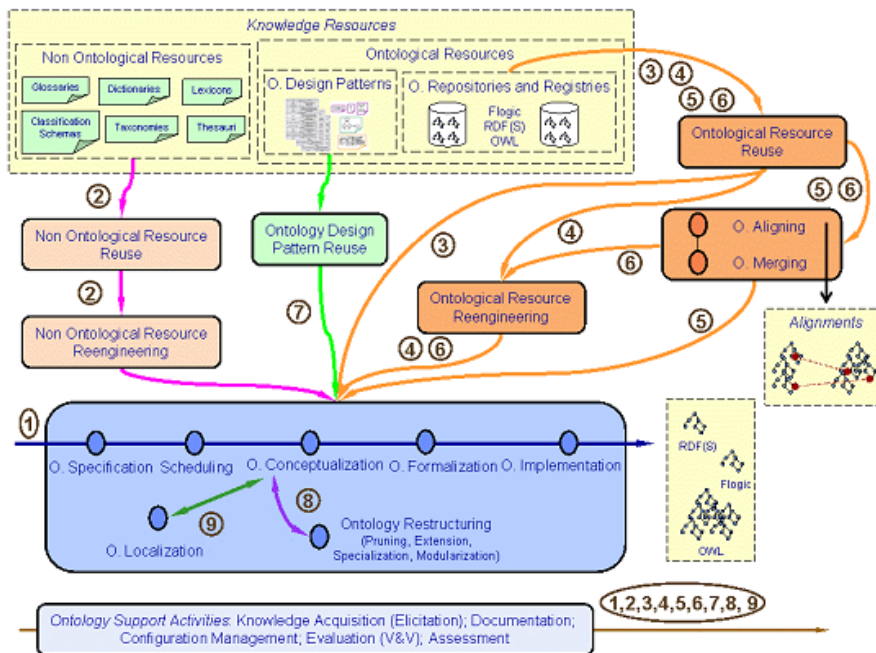 Knowledge Resources
Non Ontological Resources
Glossaries
Dictionaries
Lexicons
Classification
Schemas
Taxonomies
Thesauri
Ontological Resources
O. Design Patterns
O. Repositories and Registries
Flogic
RDF(S)
OWL
3 4
5 6
Ontological Resource
Reuse
2
5 6
Non Ontological Resource
Reuse
Ontology Design
Pattern Reuse
3
4
O. Aligning
O. Merging
6
2
7
Ontological Resource
Reengineering
5
Non Ontological Resource
Reengineering
4 6
Alignments
1
O. Specification
Scheduling
O. Conceptualization
O. Formalization
O. Implementation
RDF(S)
Flogic
OWL
9
8
O. Localization
Ontology Restructuring
(Pruning, Extension,
Specialization, Modularization)
1,2,3,4,5,6,7,8, 9
Ontology Support Activities: Knowledge Acquisition (Elicitation); Documentation;
Configuration Management; Evaluation (V&V); Assessment